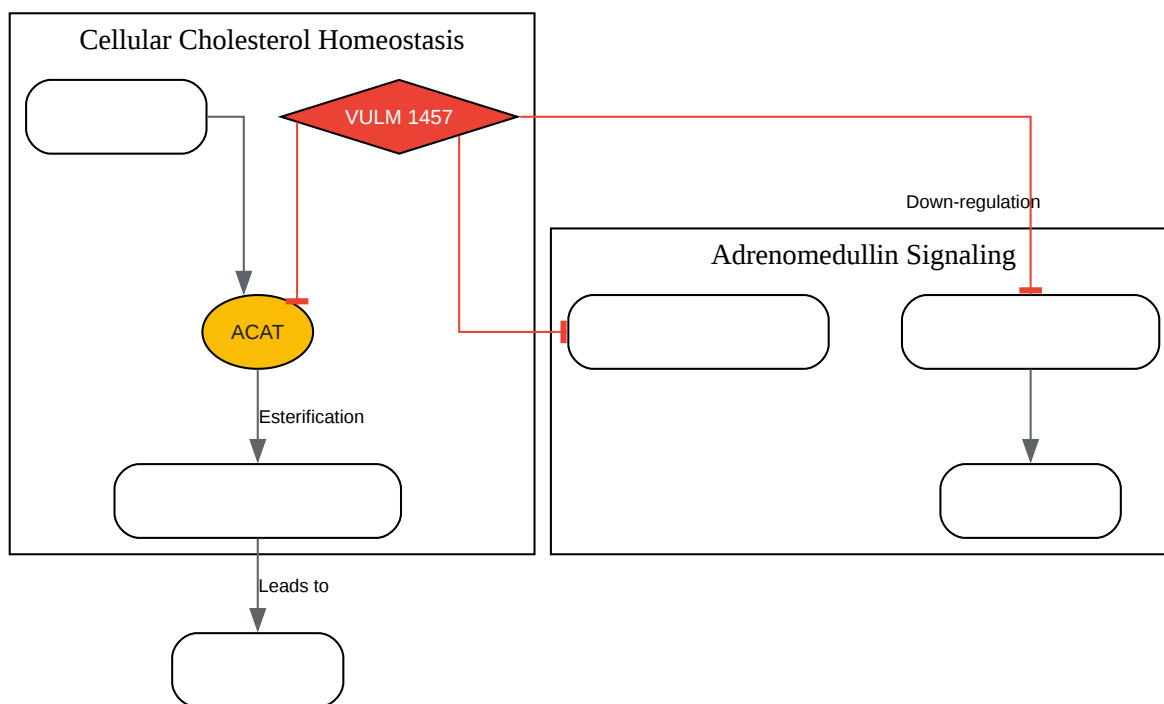 Cellular Cholesterol Homeostasis
VULM 1457
Down-regulation
Adrenomedullin Signaling
ACAT
Esterification
Leads to